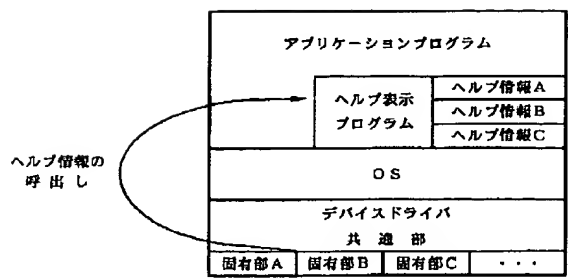 アプリケーションプログラム
ヘルプ表示
プログラム
ヘルプ情報A
ヘルプ情報B
ヘルプ情報C
ヘルプ情報の
呼出し
OS
デバイスドライバ
共通部
固有部A
固有部B
固有部C
・・・